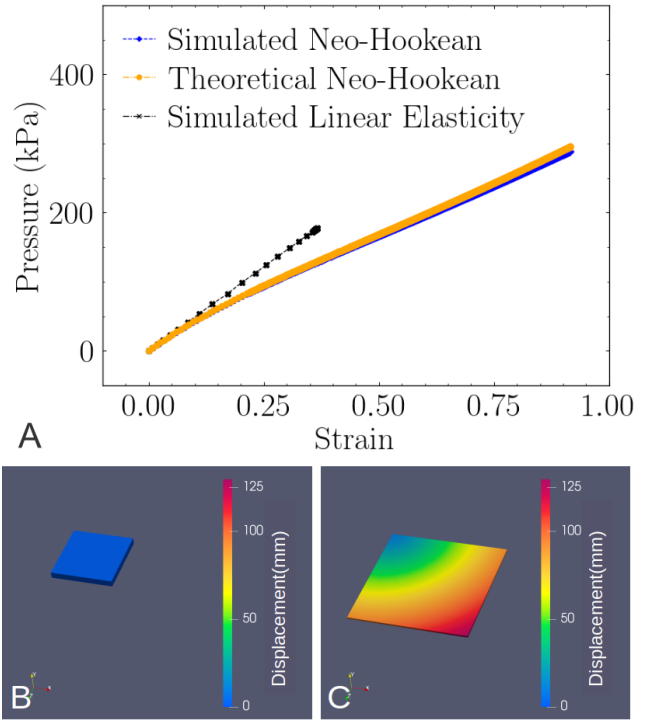 Simulated Neo-Hookean
Theoretical Neo-Hookean
Simulated Linear Elasticity
Pressure (kPa)
400
200
0
0.00 0.25 0.50 0.75 1.00
Strain
A
125
100
50
0
Displacement(mm)
B
125
100
50
0
Displacement(mm)
C